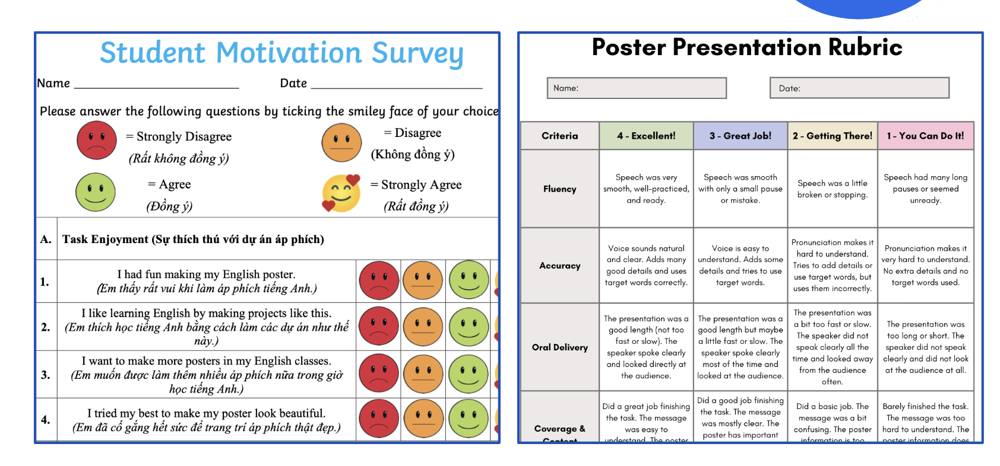 Student Motivation Survey
Name
Date
Please answer the following questions by ticking the smiley face of your choice
= Strongly Disagree
(Rất không đồng ý)
= Disagree
(Không đồng ý)
= Agree
(Đồng ý)
= Strongly Agree
(Rất đồng ý)
A. Task Enjoyment (Sự thích thú với dự án áp phích)
1. I had fun making my English poster.
(Em thấy rất vui khi làm áp phích tiếng Anh.)
2. I like learning English by making projects like this.
(Em thích học tiếng Anh bằng cách làm các dự án như thế
này.)
3. I want to make more posters in my English classes.
(Em muốn được làm thêm nhiều áp phích nữa trong giờ
học tiếng Anh.)
4. I tried my best to make my poster look beautiful.
(Em đã cố gắng hết sức để trang trí áp phích thật đẹp.)
Poster Presentation Rubric
Name:
Date:
Criteria
4 - Excellent!
3 - Great Job!
2 - Getting There!
1 - You Can Do It!
Fluency
Speech was very
smooth, well-practiced,
and ready.
Speech was smooth
with only a small pause
or mistake.
Speech was a little
broken or stopping.
Speech had many long
pauses or seemed
unready.
Accuracy
Voice sounds natural
and clear. Adds many
good details and uses
target words correctly.
Voice is easy to
understand. Adds some
details and tries to use
target words.
Pronunciation makes it
hard to understand.
Tries to add details or
use target words, but
uses them incorrectly.
Pronunciation makes it
very hard to understand.
No extra details and no
target words used.
Oral Delivery
The presentation was a
good length (not too
fast or slow). The
speaker spoke clearly
and looked directly at
the audience.
The presentation was a
good length but maybe
a little fast or slow. The
speaker spoke clearly
most of the time and
looked at the audience.
The presentation was
a bit too fast or slow.
The speaker did not
speak clearly all the
time and looked away
from the audience
often.
The presentation was
too long or short. The
speaker did not speak
clearly and did not look
at the audience at all.
Coverage &
Content
Did a great job finishing
the task. The message
was easy to
understand. The poster
Did a good job finishing
the task. The message
was mostly clear. The
poster has important
Did a basic job. The
message was a bit
confusing. The poster
information is too
Barely finished the task.
The message was too
hard to understand. The
poster information does